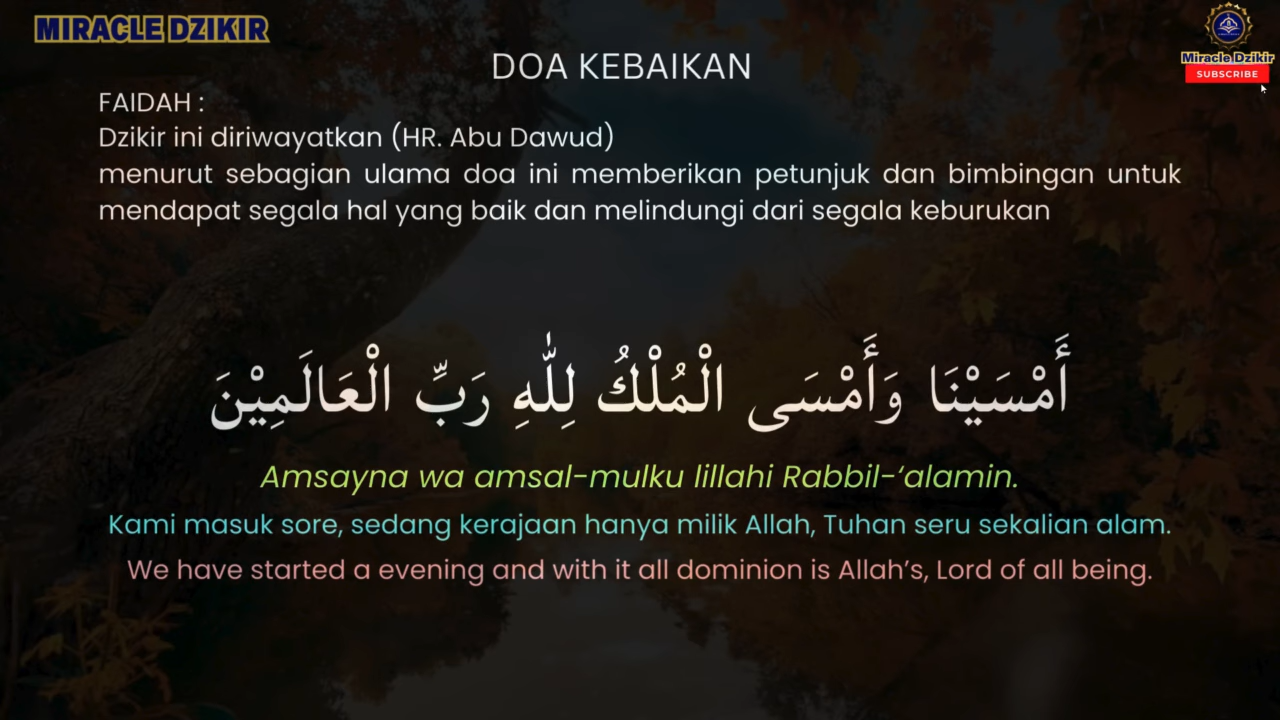 MIRACLE DZIKIR
Miracle Dzikir
SUBSCRIBE
DOA KEBAIKAN
FAIDAH :
Dzikir ini diriwayatkan (HR. Abu Dawud)
menurut sebagian ulama doa ini memberikan petunjuk dan bimbingan untuk
mendapat segala hal yang baik dan melindungi dari segala keburukan
أَمْسَيْنَا وَأَمْسَى الْمُلْكُ لِلّٰهِ رَبِّ الْعَالَمِيْنَ
Amsayna wa amsal-mulku lillahi Rabbil-‘alamin.
Kami masuk sore, sedang kerajaan hanya milik Allah, Tuhan seru sekalian alam.
We have started a evening and with it all dominion is Allah’s, Lord of all being.